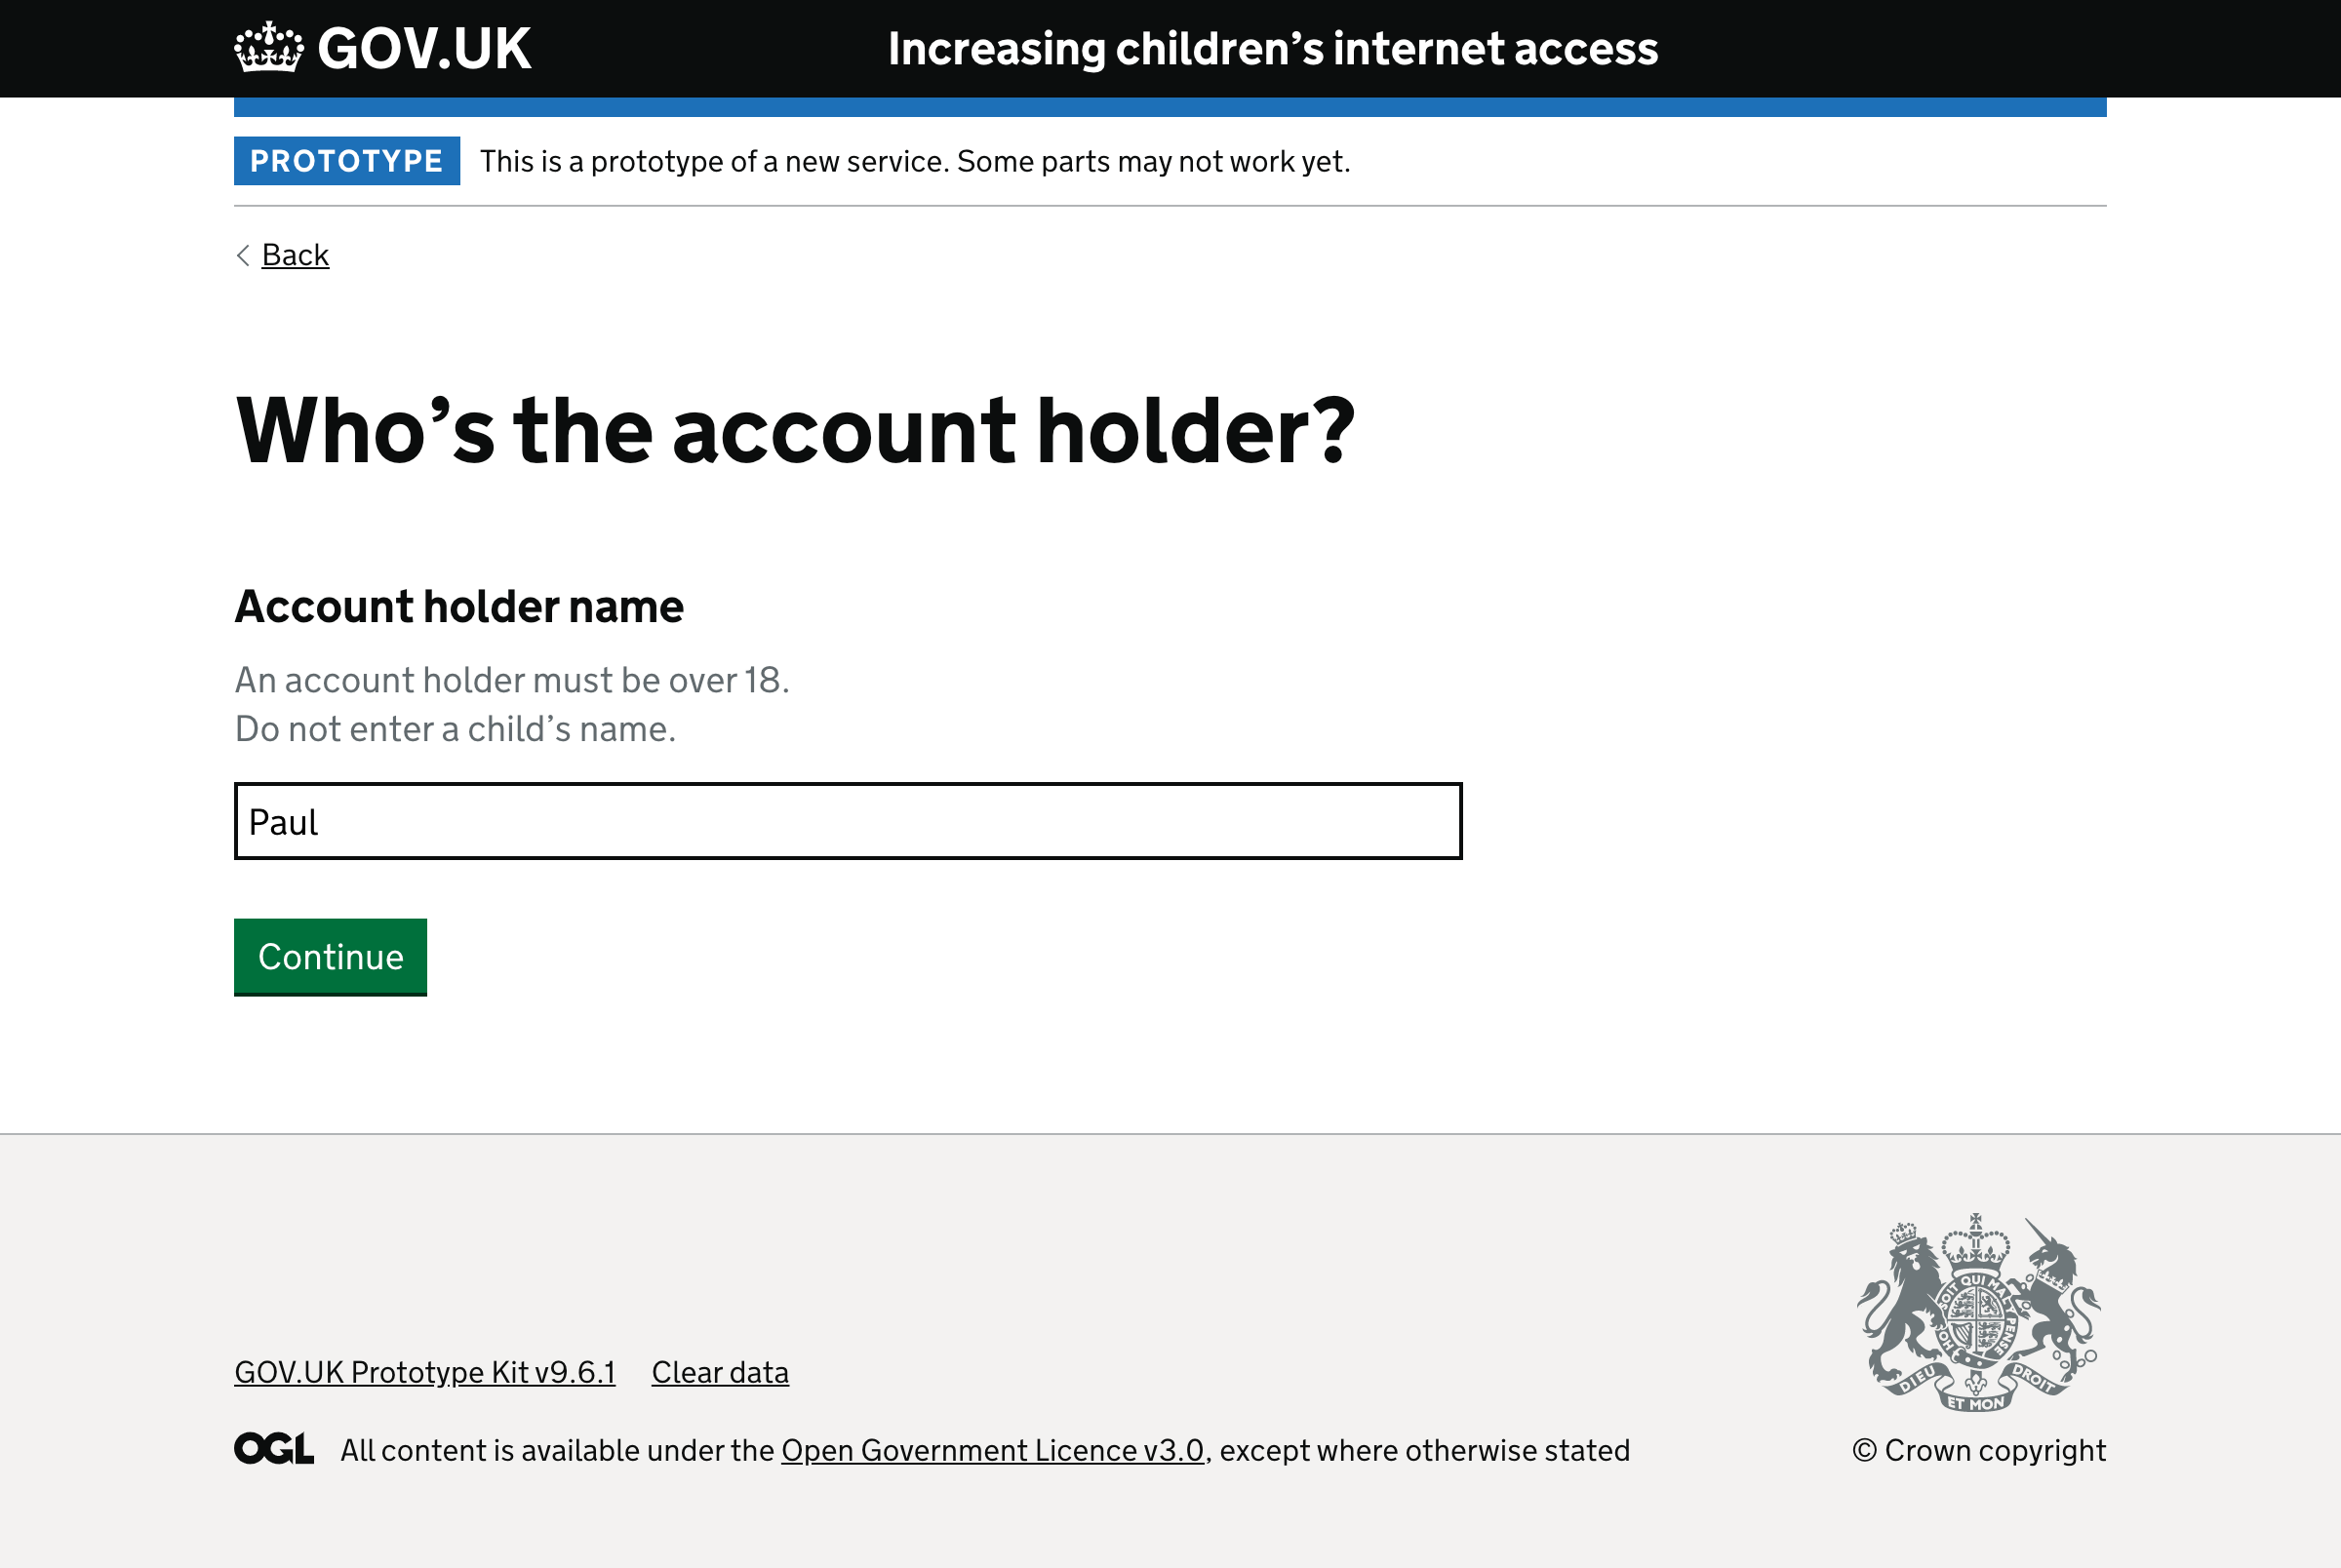 GOV.UK
Increasing children’s internet access
PROTOTYPE This is a prototype of a new service. Some parts may not work yet.
Back
Who’s the account holder?
Account holder name
An account holder must be over 18.
Do not enter a child’s name.
Paul
Continue
SOIT QUI MAL Y PENSE
DIEU ET MON DROIT
GOV.UK Prototype Kit v9.6.1 Clear data
OGL All content is available under the Open Government Licence v3.0, except where otherwise stated
© Crown copyright